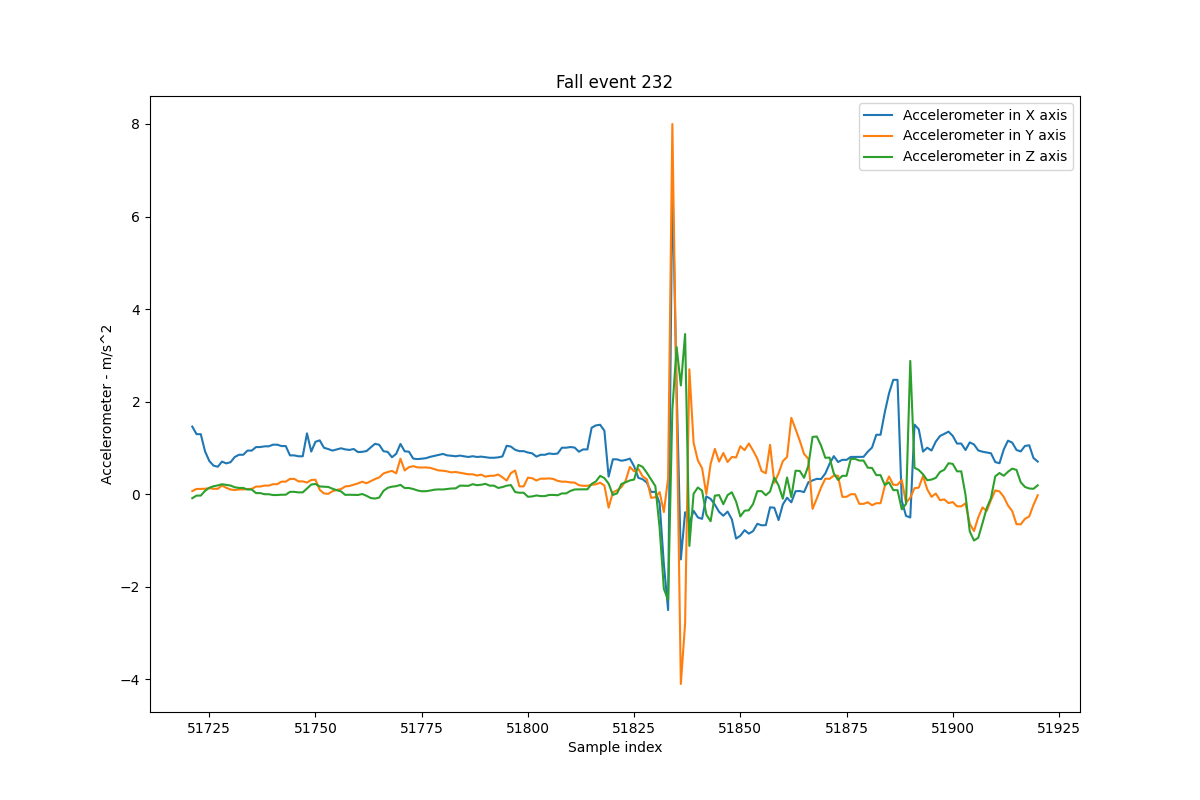 Fall event 232
Accelerometer in X axis
Accelerometer in Y axis
Accelerometer in Z axis
Accelerometer - m/s^2
8
6
4
2
0
−2
−4
51725 51750 51775 51800 51825 51850 51875 51900 51925
Sample index